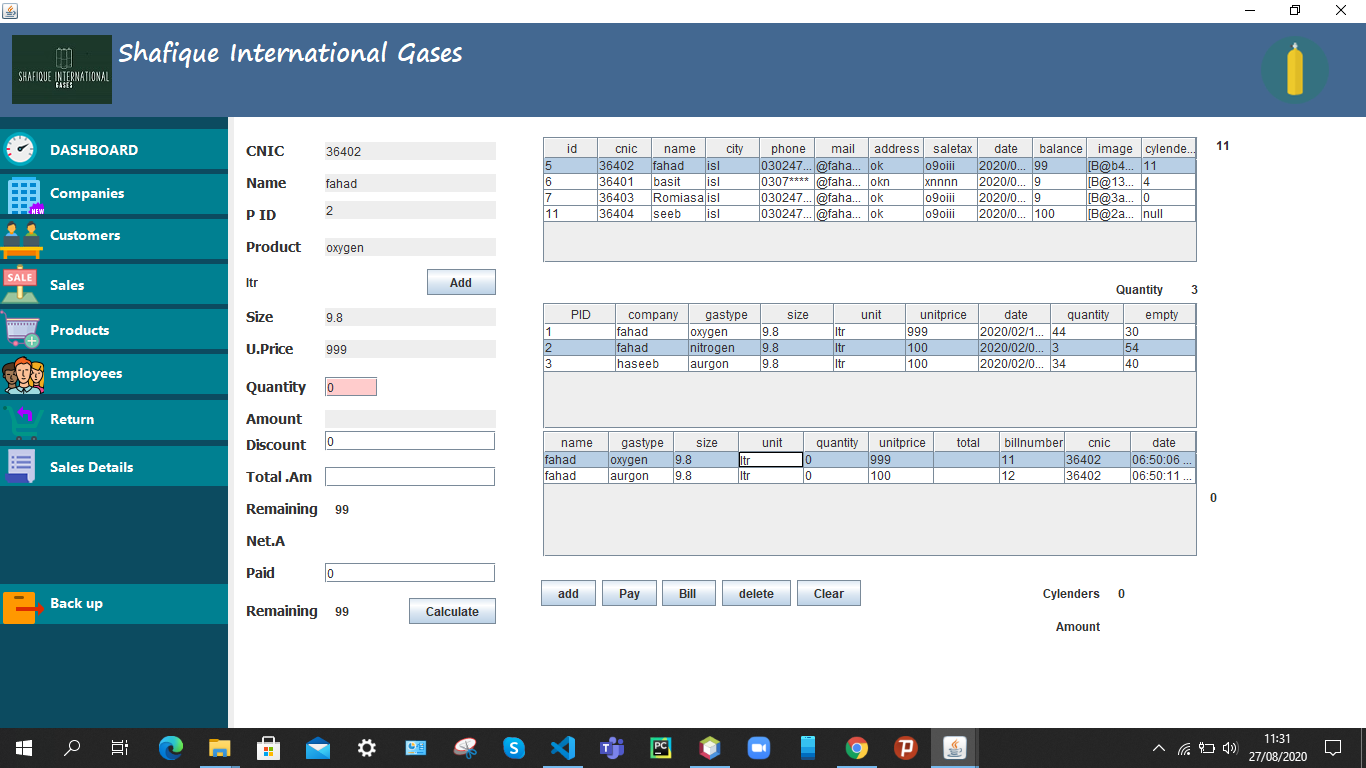 SHAFIQUE INTERNATIONAL
GASES
Shafique International Gases
DASHBOARD
Companies
NEW
Customers
SALE
Sales
Products
Employees
Return
Sales Details
Back up
CNIC 36402
Name fahad
P ID 2
Product oxygen
ltr Add
Size 9.8
U.Price 999
Quantity 0
Amount
Discount 0
Total .Am
Remaining 99
Net.A
Paid 0
Remaining 99 Calculate
id cnic name city phone mail address saletax date balance image cylende...
5 36402 fahad isl 030247... @faha... ok o9oiii 2020/0... 99 [B@b4... 11
6 36401 basit isl 0307**** @faha... okn xnnnn 2020/0... 9 [B@13... 4
7 36403 Romiasa isl 030247... @faha... ok o9oiii 2020/0... 9 [B@3a... 0
11 36404 seeb isl 030247... @faha... ok o9oiii 2020/0... 100 [B@2a... null
11
Quantity 3
PID company gastype size unit unitprice date quantity empty
1 fahad oxygen 9.8 ltr 999 2020/02/1... 44 30
2 fahad nitrogen 9.8 ltr 100 2020/02/0... 3 54
3 haseeb aurgon 9.8 ltr 100 2020/02/0... 34 40
name gastype size unit quantity unitprice total billnumber cnic date
fahad oxygen 9.8 ltr 0 999 11 36402 06:50:06 ...
fahad aurgon 9.8 ltr 0 100 12 36402 06:50:11 ...
0
add Pay Bill delete Clear
Cylenders 0
Amount
PC
11:31
27/08/2020